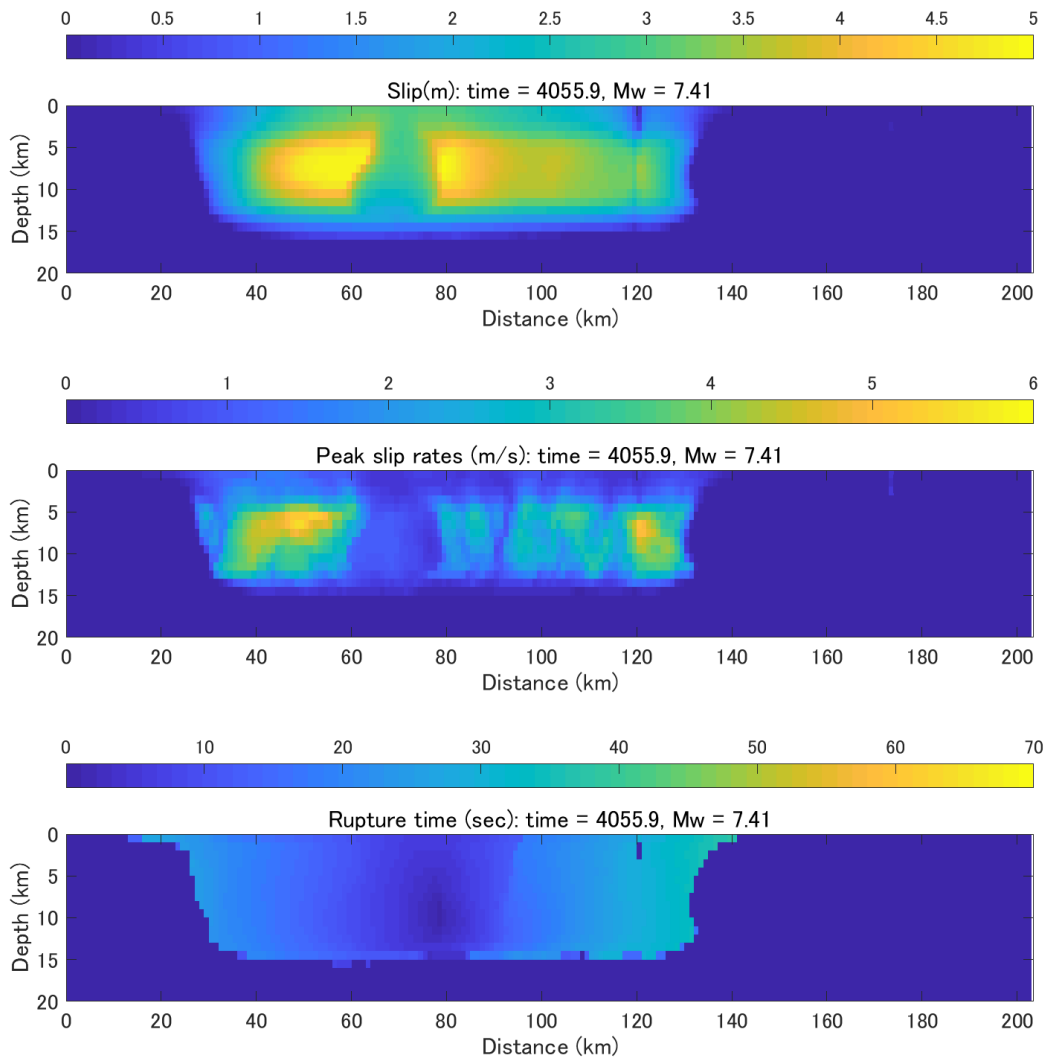 0 0.5 1 1.5 2 2.5 3 3.5 4 4.5 5
Slip(m): time = 4055.9, Mw = 7.41
0
5
10
15
20
Depth (km)
0 20 40 60 80 100 120 140 160 180 200
Distance (km)
0 1 2 3 4 5 6
Peak slip rates (m/s): time = 4055.9, Mw = 7.41
0
5
10
15
20
Depth (km)
0 20 40 60 80 100 120 140 160 180 200
Distance (km)
0 10 20 30 40 50 60 70
Rupture time (sec): time = 4055.9, Mw = 7.41
0
5
10
15
20
Depth (km)
0 20 40 60 80 100 120 140 160 180 200
Distance (km)